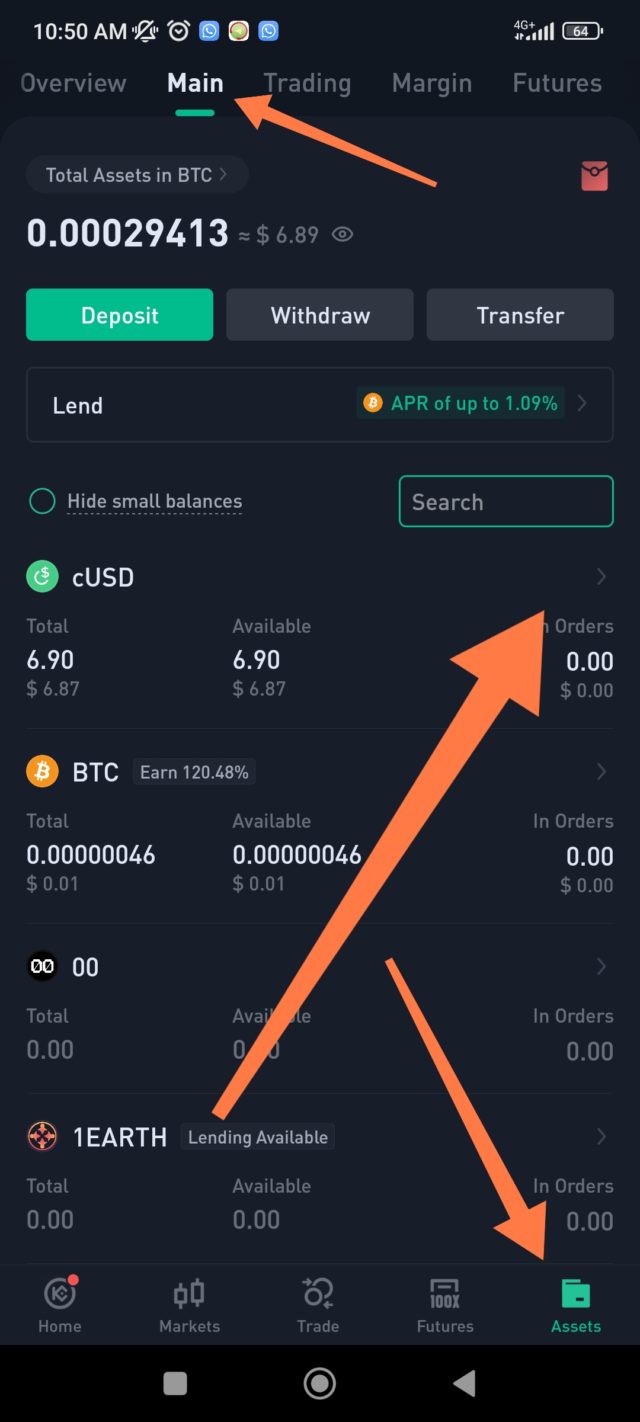 10:50 AM 4G+ 64
Overview Main Trading Margin Futures
Total Assets in BTC
0.00029413 ≈ $ 6.89
Deposit Withdraw Transfer
Lend APR of up to 1.09%
Hide small balances Search
cUSD
Total Available In Orders
6.90 6.90 0.00
$ 6.87 $ 6.87 $ 0.00
BTC Earn 120.48%
Total Available In Orders
0.00000046 0.00000046 0.00
$ 0.01 $ 0.01 $ 0.00
00 00
Total Available In Orders
0.00 0.00 0.00
1EARTH Lending Available
Total Available In Orders
0.00 0.00 0.00
100X
Home Markets Trade Futures Assets